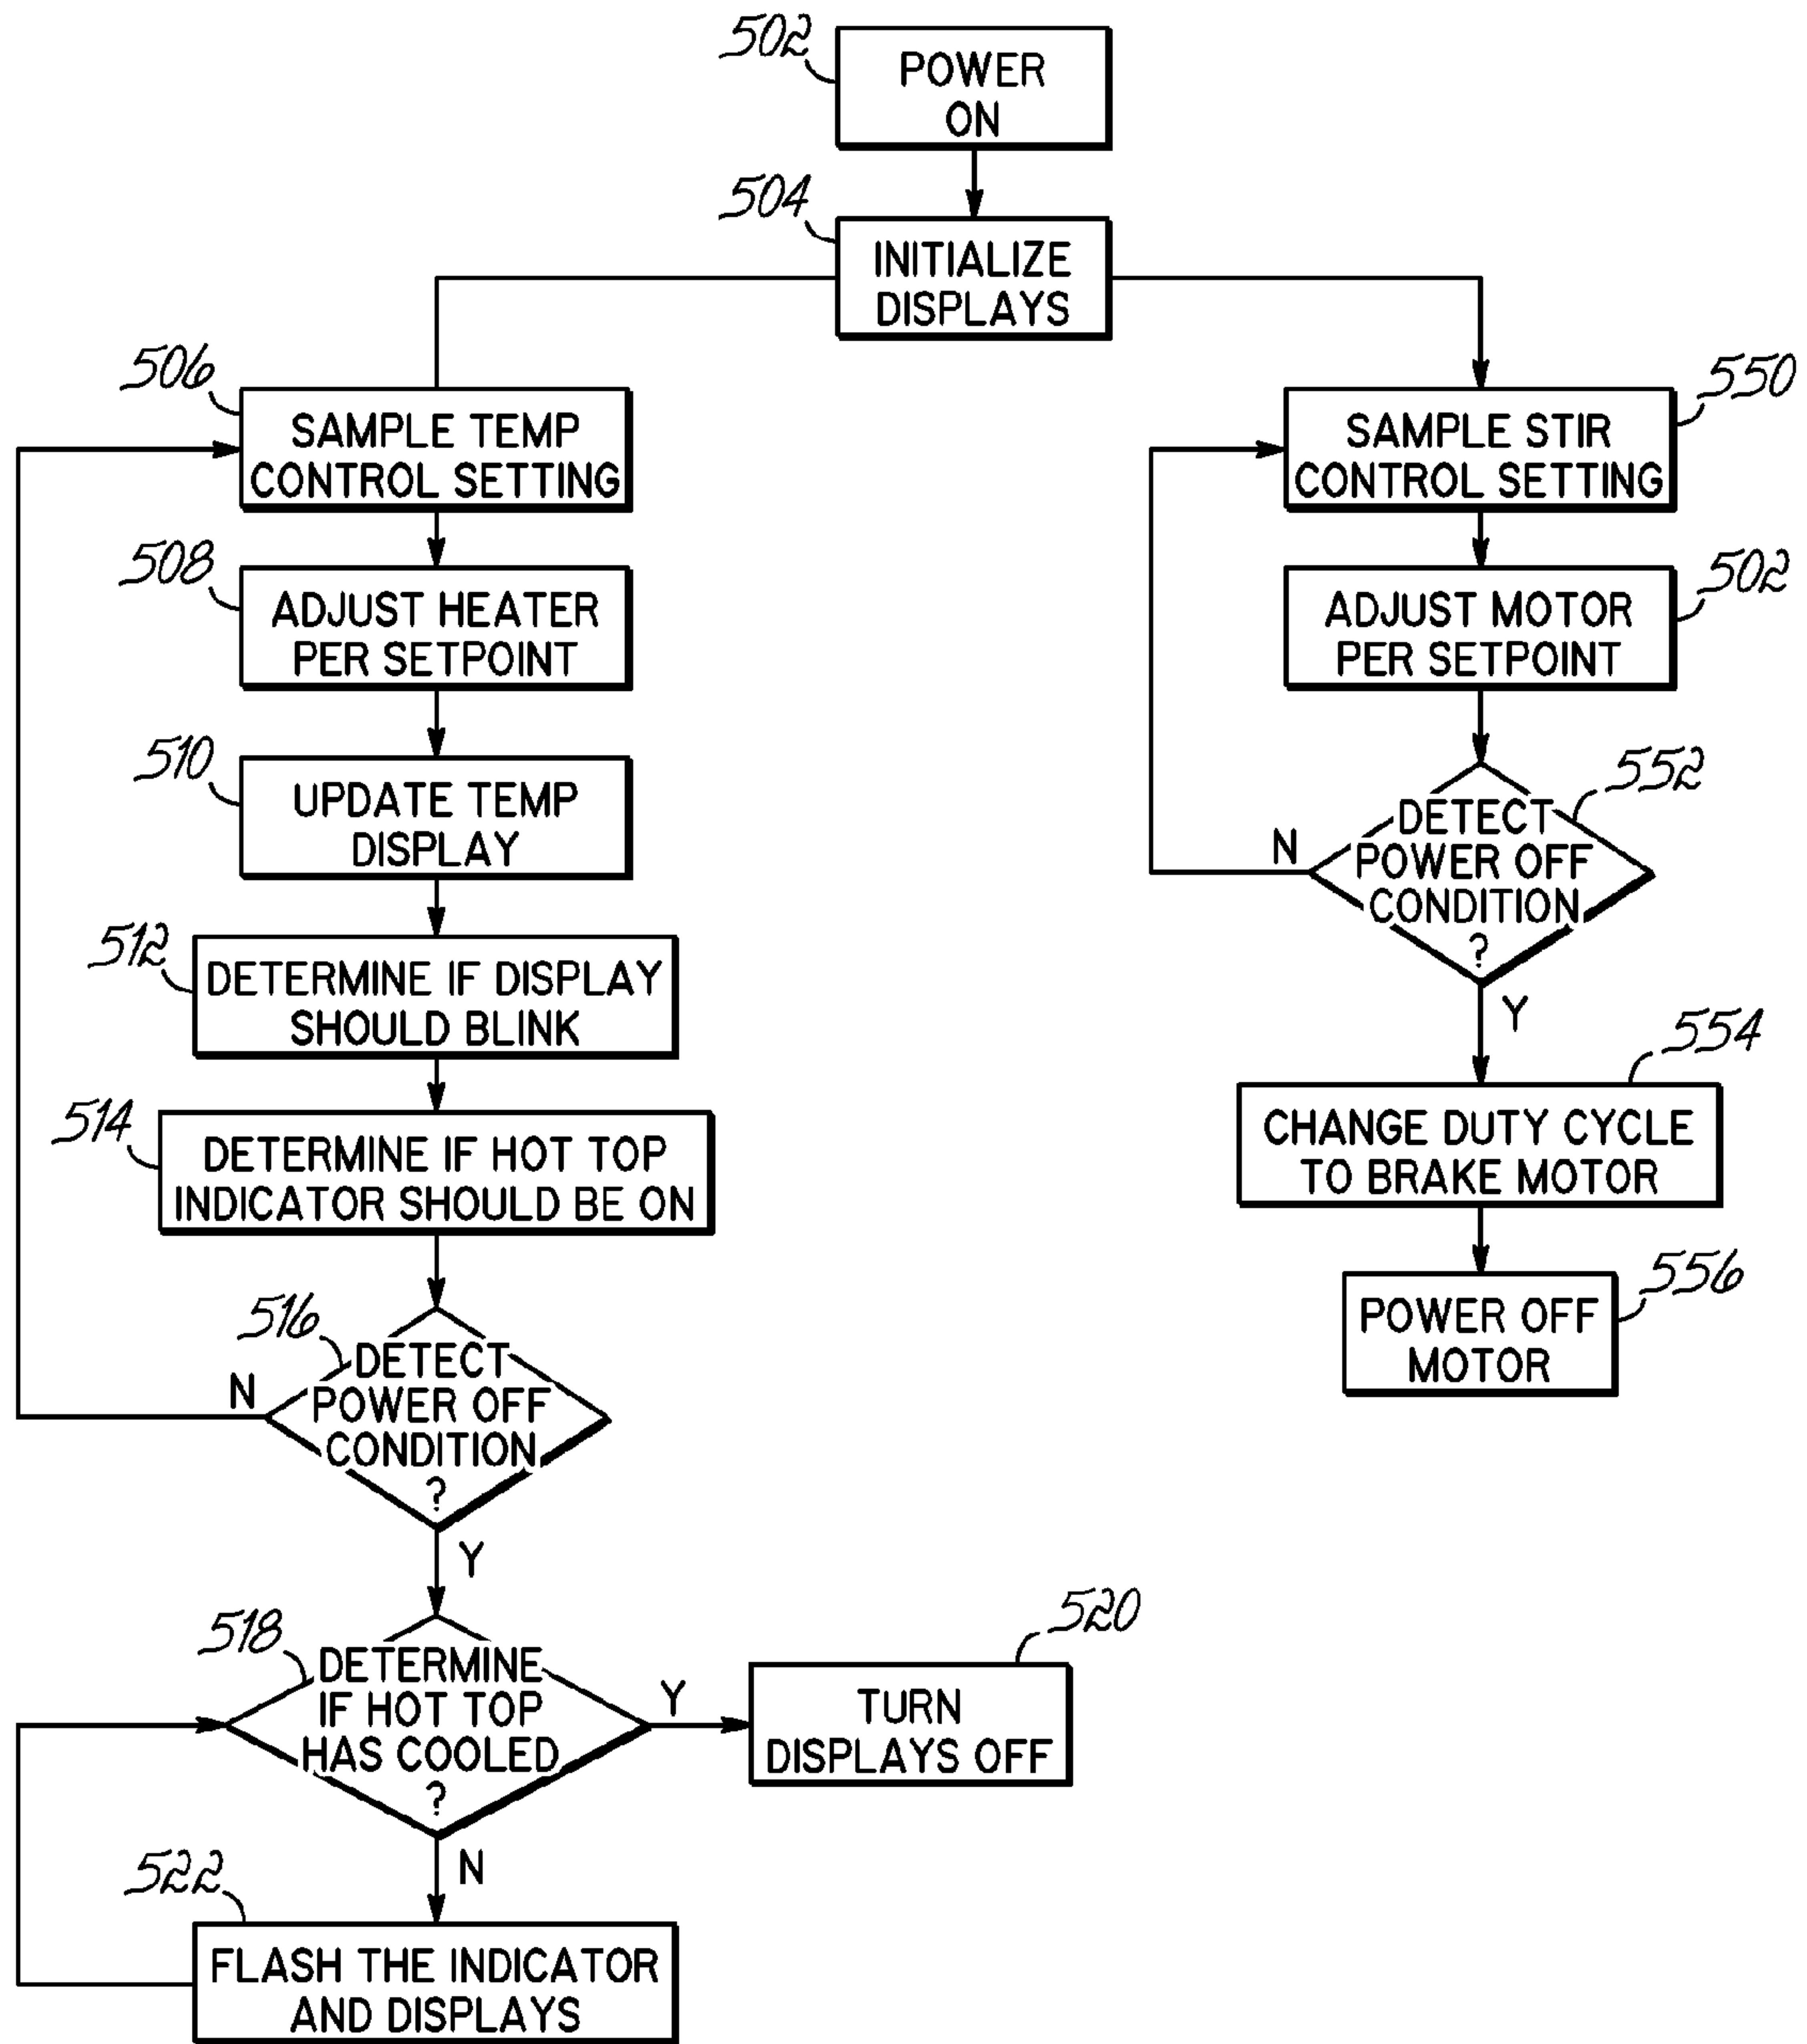 502
POWER
ON
504
INITIALIZE
DISPLAYS
506
SAMPLE TEMP
CONTROL SETTING
508
ADJUST HEATER
PER SETPOINT
510
UPDATE TEMP
DISPLAY
512
DETERMINE IF DISPLAY
SHOULD BLINK
514
DETERMINE IF HOT TOP
INDICATOR SHOULD BE ON
516
DETECT
POWER OFF
CONDITION
?
N
Y
518
DETERMINE
IF HOT TOP
HAS COOLED
?
Y
520
TURN
DISPLAYS OFF
N
522
FLASH THE INDICATOR
AND DISPLAYS
550
SAMPLE STIR
CONTROL SETTING
502
ADJUST MOTOR
PER SETPOINT
552
DETECT
POWER OFF
CONDITION
?
N
Y
554
CHANGE DUTY CYCLE
TO BRAKE MOTOR
556
POWER OFF
MOTOR